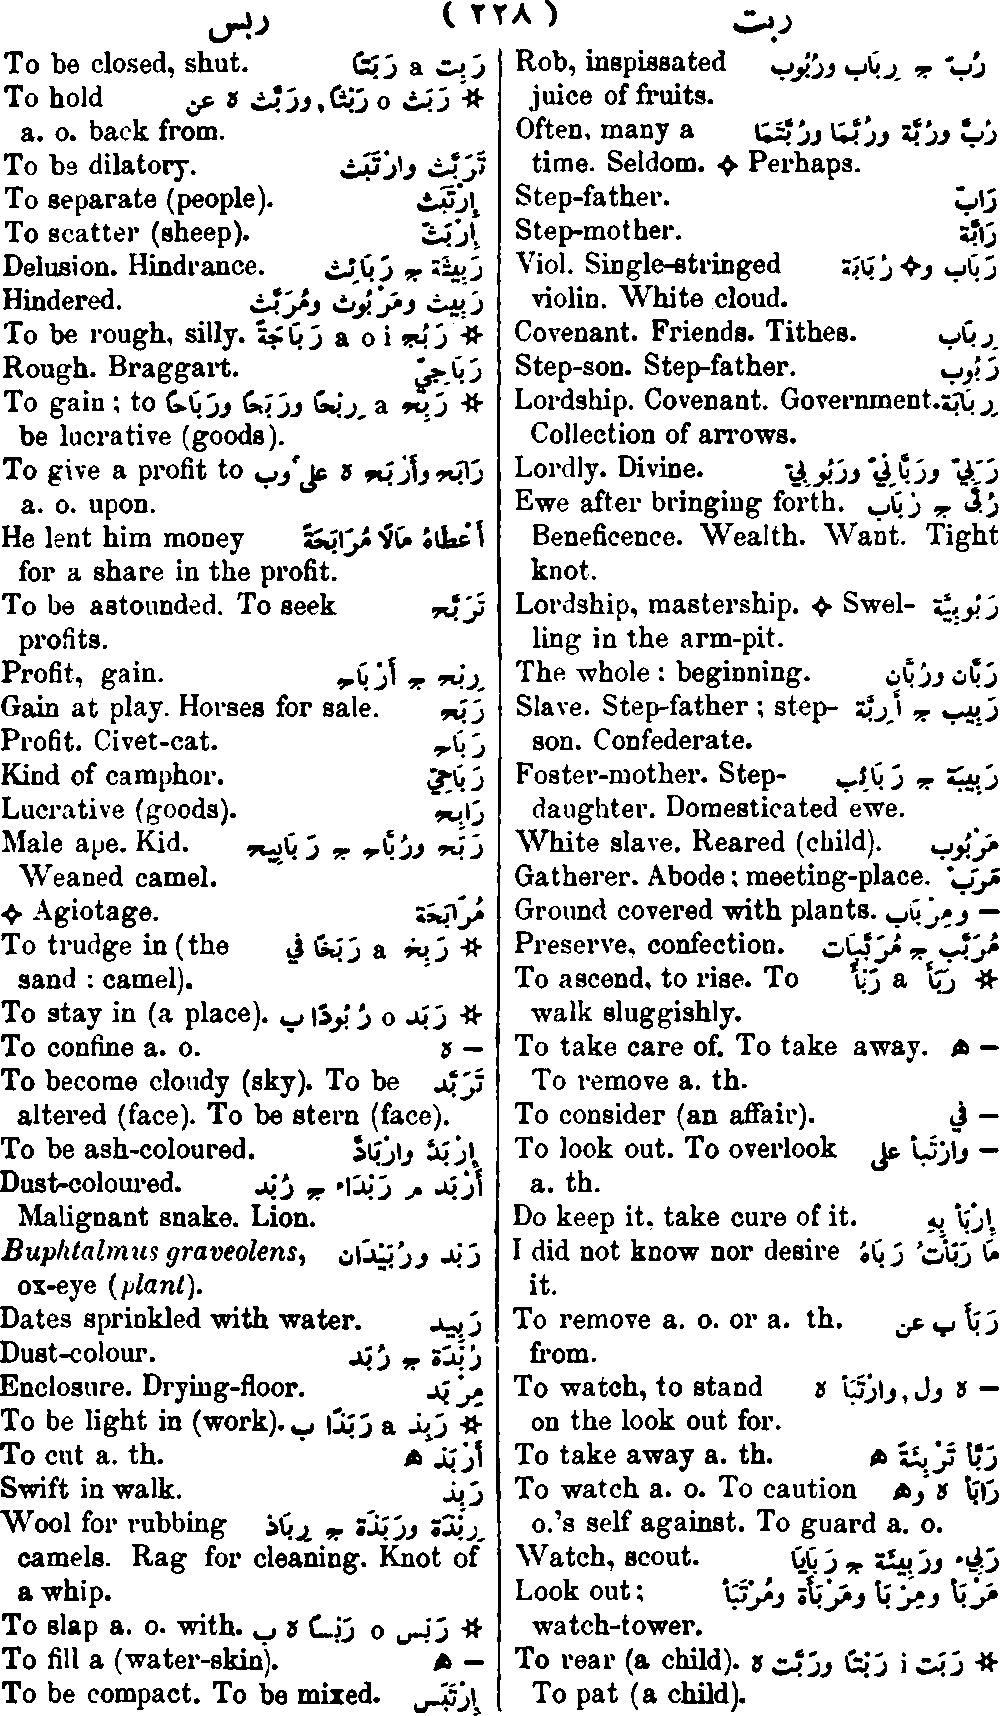 ربت ( ٢٢٨ ) ربس
Rob, inspissated رُبّ ج رِبَاب ورُبُوب
juice of fruits.
Often, many a رُبَّ ورُبَّة ورُبَّمَا ورُبَّتَمَا
time. Seldom. ✧ Perhaps.
Step-father. رَابّ
Step-mother. رَابَّة
Viol. Single-stringed رَبَاب و✧ رَبَابَة
violin. White cloud.
Covenant. Friends. Tithes. رِبَاب
Step-son. Step-father. رَبُوب
Lordship. Covenant. Government. رِبَابَة
Collection of arrows.
Lordly. Divine. رَبِّيّ ورَبَّانِيّ ورَبُوبِيّ
Ewe after bringing forth. رُبَّى ج رُبَاب
Beneficence. Wealth. Want. Tight
knot.
Lordship, mastership. ✧ Swel- رَبُوبِيَّة
ling in the arm-pit.
The whole : beginning. رَبَّان ورُبَّان
Slave. Step-father ; step- رَبِيب ج أَرِبَّة
son. Confederate.
Foster-mother. Step- رَبِيبَة ج رَبَائِب
daughter. Domesticated ewe.
White slave. Reared (child). مَرْبُوب
Gatherer. Abode ; meeting-place. مَرَبّ
Ground covered with plants. — ومِرْبَاب
Preserve, confection. مُرَبَّب ج مُرَبَّبَات
To ascend, to rise. To ✲ رَبَأَ a رَبْأً
walk sluggishly.
To take care of. To take away. — ه
To remove a. th.
To consider (an affair). — في
To look out. To overlook — وارْتَبَأَ على
a. th.
Do keep it, take cure of it. إِرْبَأْ بِهِ
I did not know nor desire مَا رَبَأْتُ رَبْأَهُ
it.
To remove a. o. or a. th. رَبَأَ ب عن
from.
To watch, to stand — ه ول, وارْتَبَأَ ه
on the look out for.
To take away a. th. رَبَّأَ تَرْبِئَةً ه
To watch a. o. To caution رَابَأَ ه وه
o.'s self against. To guard a. o.
Watch, scout. رَبِيء ورَبِيئَة ج رَبَايَا
Look out ; مَرْبَأ ومِرْبَأ ومَرْبَأَة ومُرْتَبَأ
watch-tower.
To rear (a child). ✲ رَبَتَ i رَبْتًا ورَبَّتَ ه
To pat (a child).
To be closed, shut. رَبِتَ a رَبَتًا
To hold ✲ رَبَثَ o رَبْثًا, ورَبَّثَ ه عن
a. o. back from.
To be dilatory. تَرَبَّثَ وارْتَبَثَ
To separate (people). إِرْتَبَثَ
To scatter (sheep). إِرْبَثَّ
Delusion. Hindrance. رَبِيثَة ج رَبَائِث
Hindered. رَبِيث ومَرْبُوث ومُرَبَّث
To be rough, silly. ✲ رَبُجَ a o i رَبَاجَةً
Rough. Braggart. رَبَاجِيّ
To gain ; to ✲ رَبِحَ a رِبْحًا ورَبَحًا ورَبَاحًا
be lucrative (goods).
To give a profit to رَابَحَ وأَرْبَحَ ه على وب
a. o. upon.
He lent him money أَعْطَاهُ مَالًا مُرَابَحَةً
for a share in the profit.
To be astounded. To seek تَرَبَّحَ
profits.
Profit, gain. رِبْح ج أَرْبَاح
Gain at play. Horses for sale. رَبَح
Profit. Civet-cat. رَبَاح
Kind of camphor. رَبَاحِيّ
Lucrative (goods). رَابِح
Male ape. Kid. رُبَح ورُبَّاح ج رَبَابِيح
Weaned camel.
✧ Agiotage. مُرَابَحَة
To trudge in (the ✲ رَبِخَ a رَبَخًا في
sand : camel).
To stay in (a place). ✲ رَبَدَ o رُبُودًا ب
To confine a. o. — ه
To become cloudy (sky). To be تَرَبَّدَ
altered (face). To be stern (face).
To be ash-coloured. إِرْبَدَّ وارْبَادَّ
Dust-coloured. أَرْبَد م رَبْدَاء ج رُبْد
Malignant snake. Lion.
Buphtalmus graveolens, رَبْد ورُبَيْدَان
ox-eye (plant).
Dates sprinkled with water. رَبِيد
Dust-colour. رُبْدَة ج رُبَد
Enclosure. Drying-floor. مِرْبَد
To be light in (work). ✲ رَبِذَ a رَبَذًا ب
To cut a. th. أَرْبَذَ ه
Swift in walk. رَبِذ
Wool for rubbing رِبْذَة ورَبَذَة ج رِبَاذ
camels. Rag for cleaning. Knot of
a whip.
To slap a. o. with. ✲ رَبَسَ o رَبْسًا ه ب
To fill a (water-skin). — ه
To be compact. To be mixed. إِرْتَبَسَ